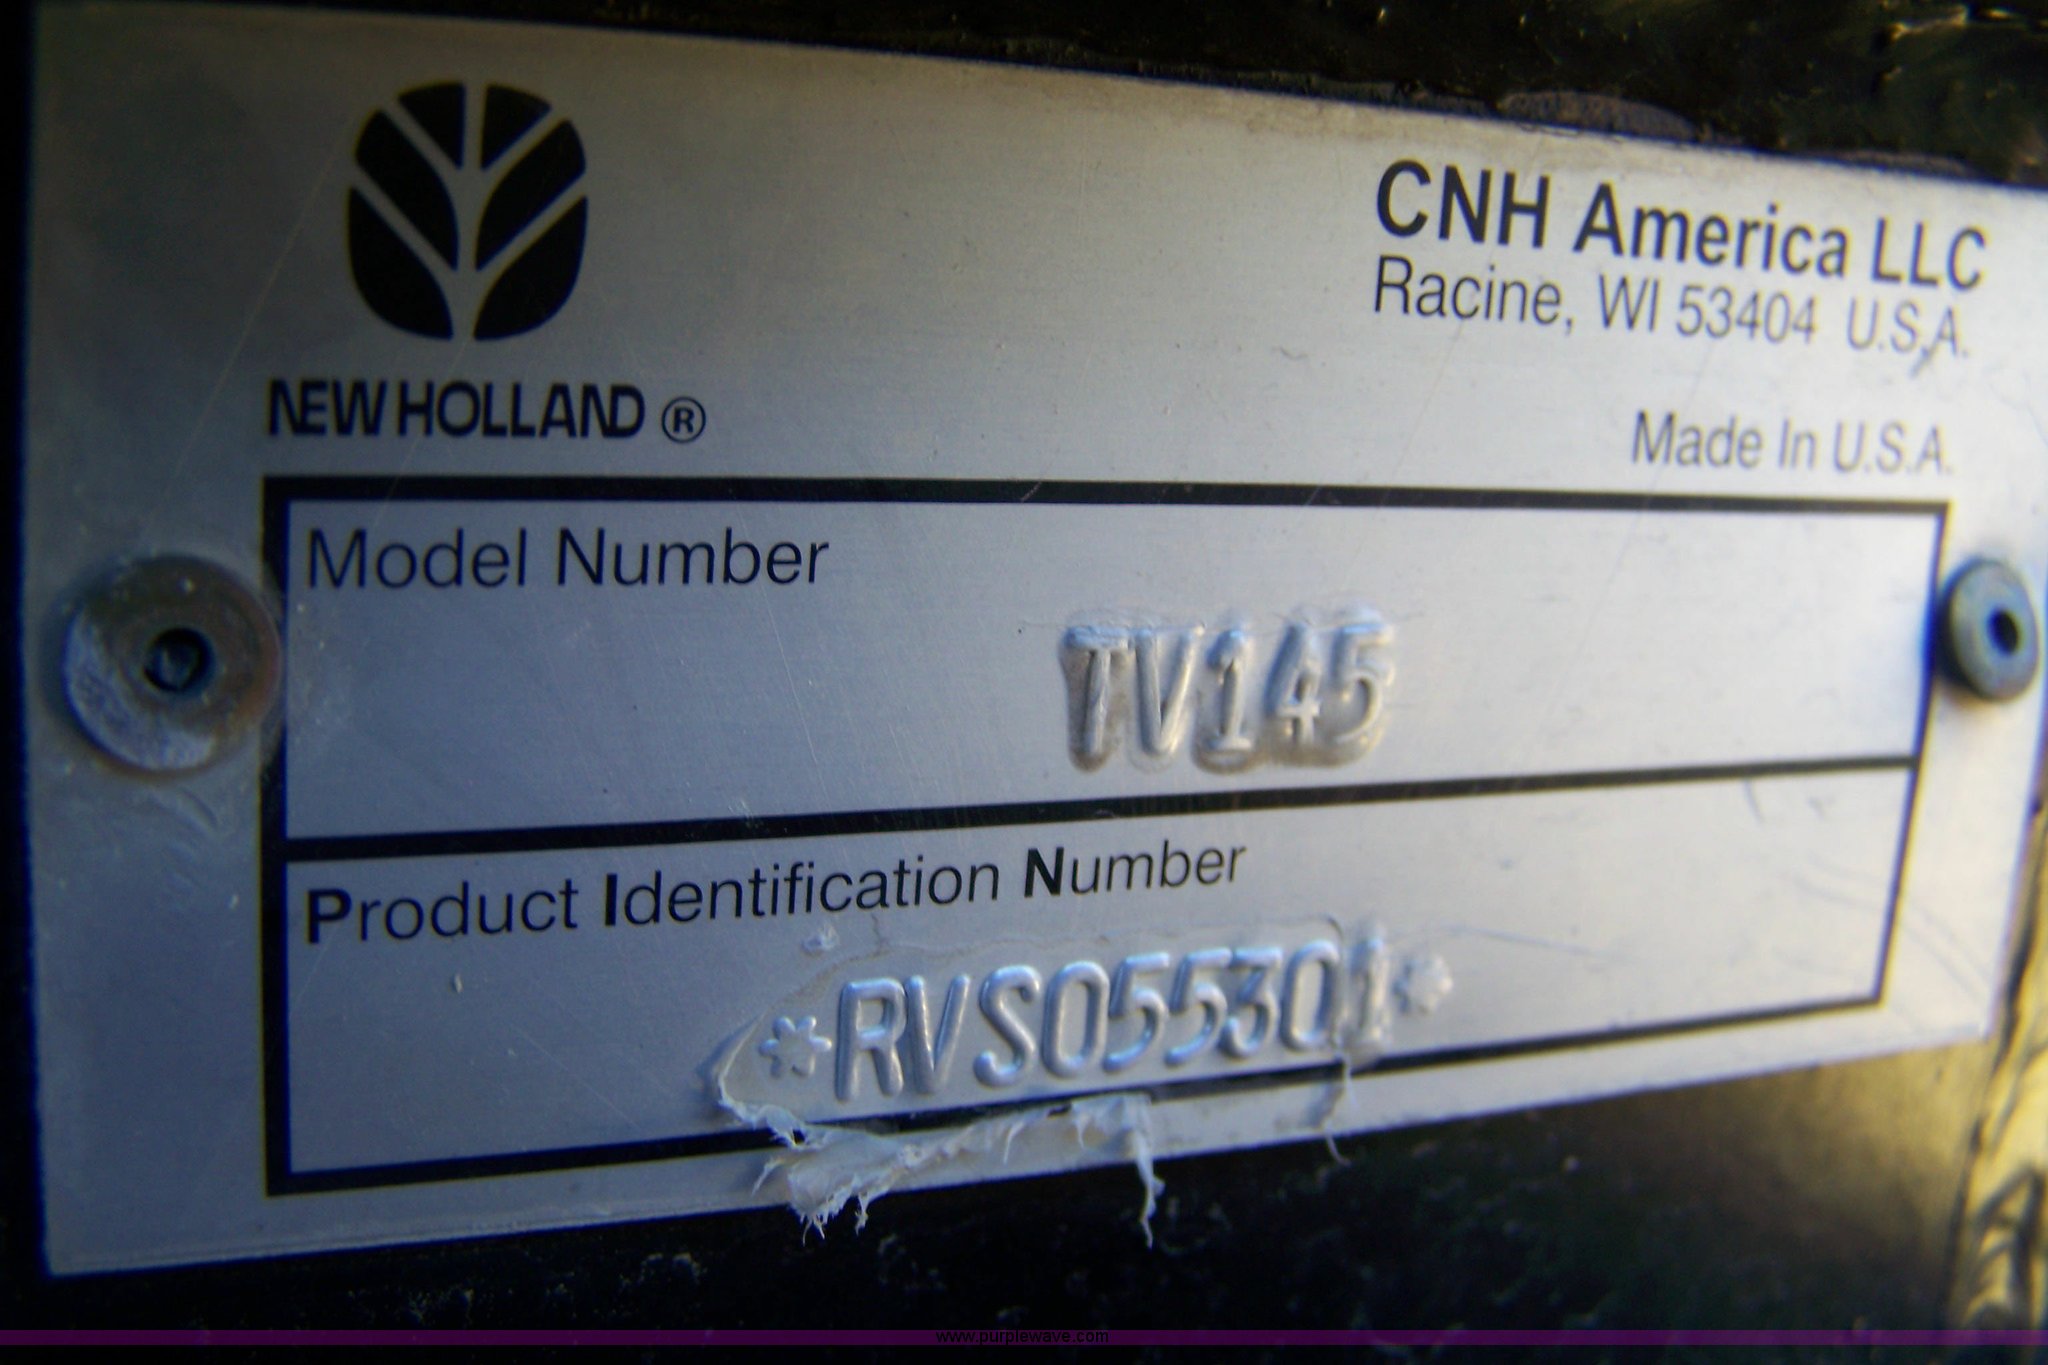 CNH America LLC
Racine, WI 53404 U.S.A.
NEW HOLLAND ®
Made In U.S.A.
Model Number
TV145
Product Identification Number
*RVS055301*
www.purplewave.com